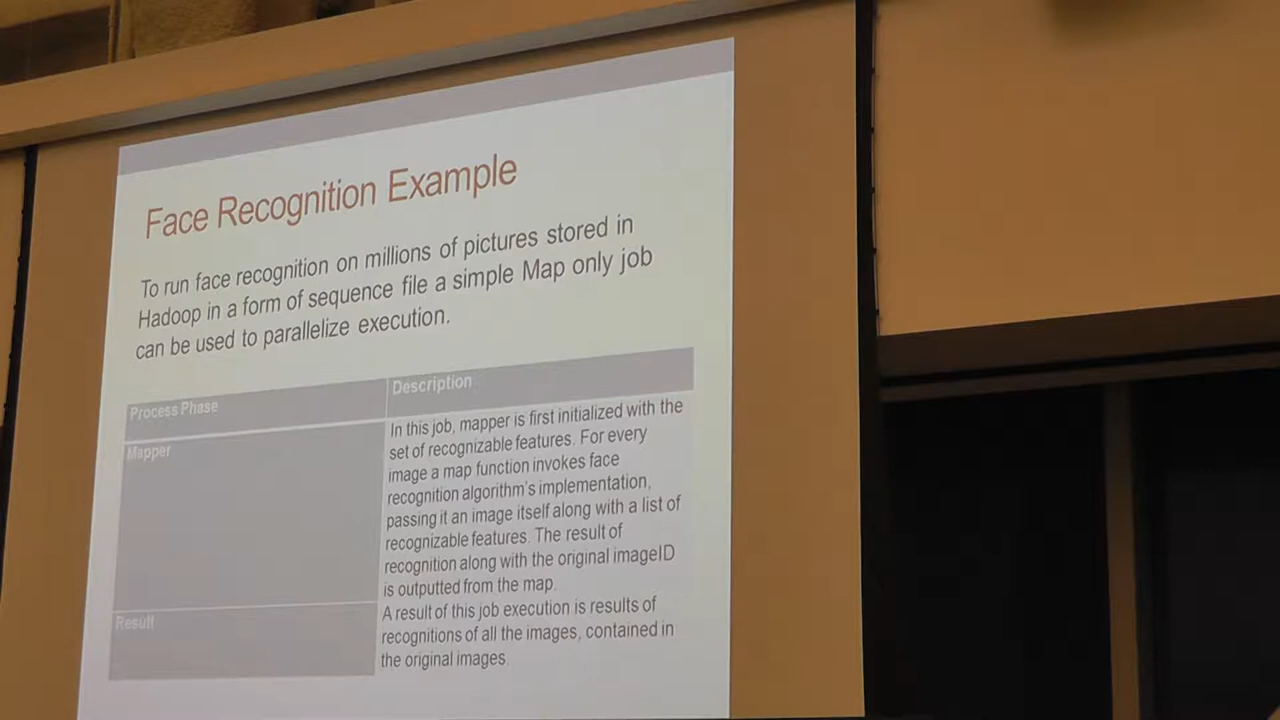 Face Recognition Example
To run face recognition on millions of pictures stored in
Hadoop in a form of sequence file a simple Map only job
can be used to parallelize execution.
Process Phase
Description
Mapper
In this job, mapper is first initialized with the
set of recognizable features. For every
image a map function invokes face
recognition algorithm's implementation,
passing it an image itself along with a list of
recognizable features. The result of
recognition along with the original imageID
is outputted from the map.
Result
A result of this job execution is results of
recognitions of all the images, contained in
the original images.